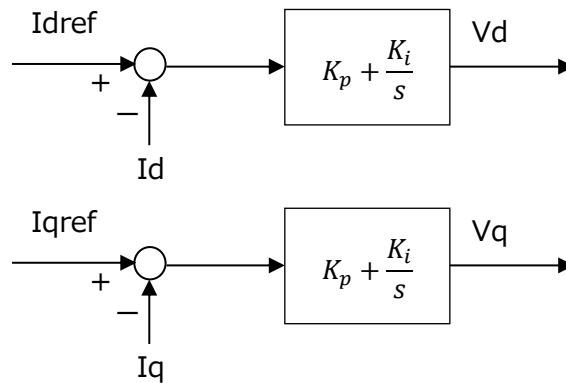 Idref
Vd
+
−
K_p + K_i/s
Id
Iqref
Vq
+
−
K_p + K_i/s
Iq